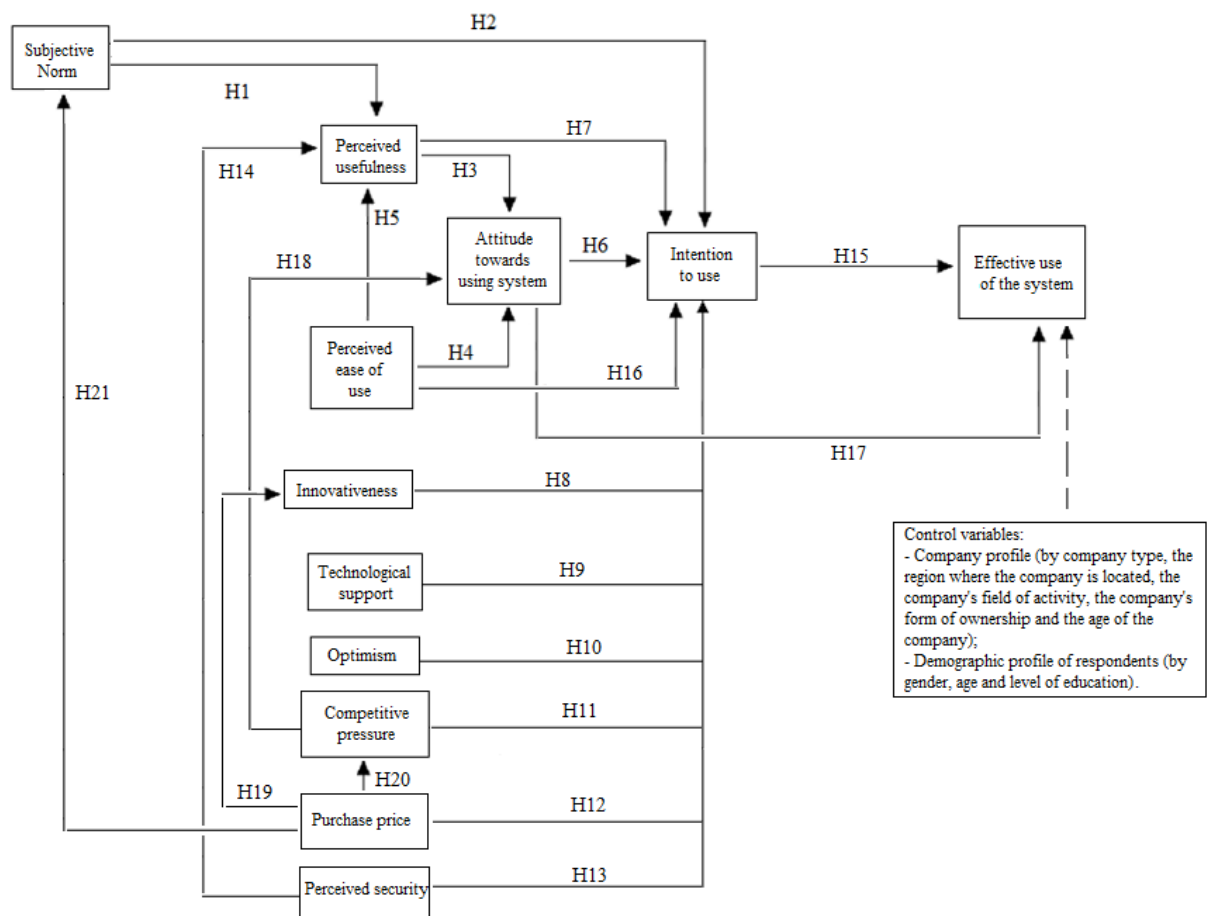 H2
Subjective
Norm
H1
H7
Perceived
usefulness
H14
H3
H5
Attitude
towards
using system
H6
Intention
to use
H15
Effective use
of the system
H18
Perceived
ease of
use
H4
H16
H21
H17
Innovativeness
H8
Control variables:
- Company profile (by company type, the
region where the company is located, the
company's field of activity, the company's
form of ownership and the age of the
company);
- Demographic profile of respondents (by
gender, age and level of education).
Technological
support
H9
Optimism
H10
Competitive
pressure
H11
H20
H19
Purchase price
H12
Perceived security
H13